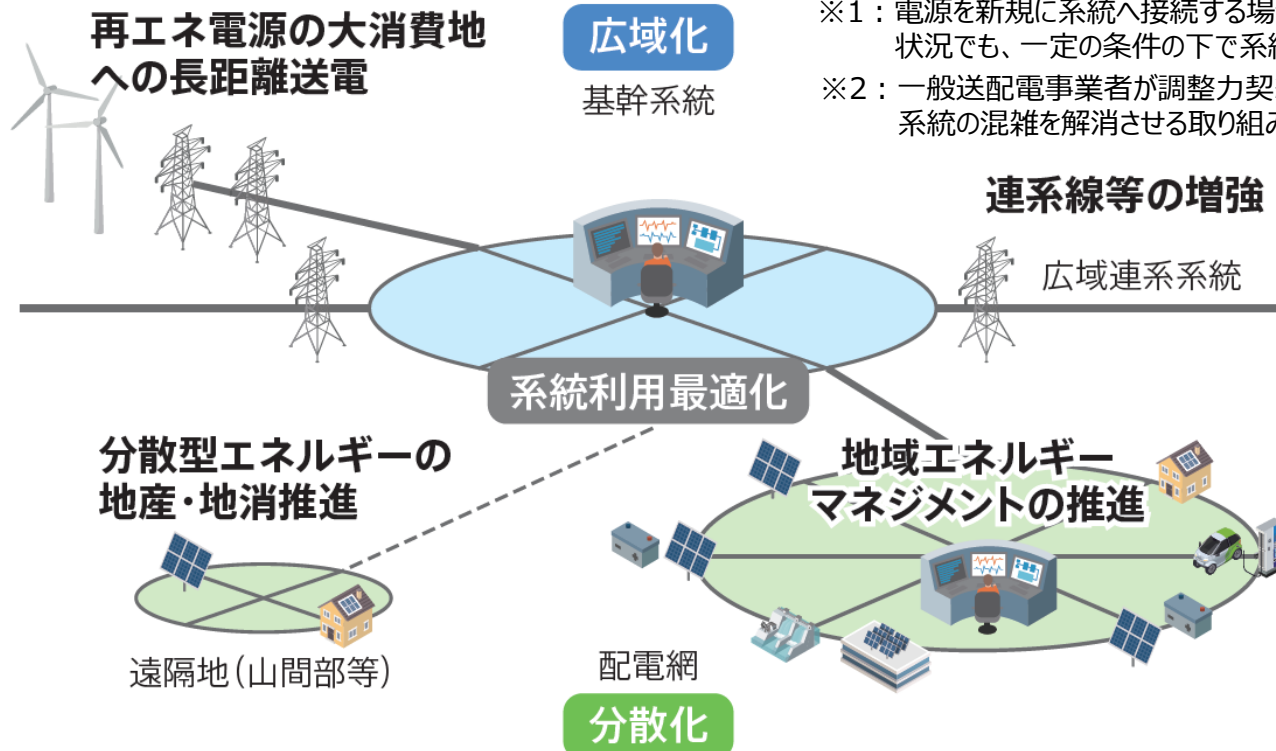 再エネ電源の大消費地
への長距離送電
広域化
基幹系統
※1：電源を新規に系統へ接続する場
状況でも、一定の条件の下で系統
※2：一般送配電事業者が調整力契
系統の混雑を解消させる取り組み
連系線等の増強
広域連系系統
系統利用最適化
分散型エネルギーの
地産・地消推進
地域エネルギー
マネジメントの推進
遠隔地（山間部等）
配電網
分散化